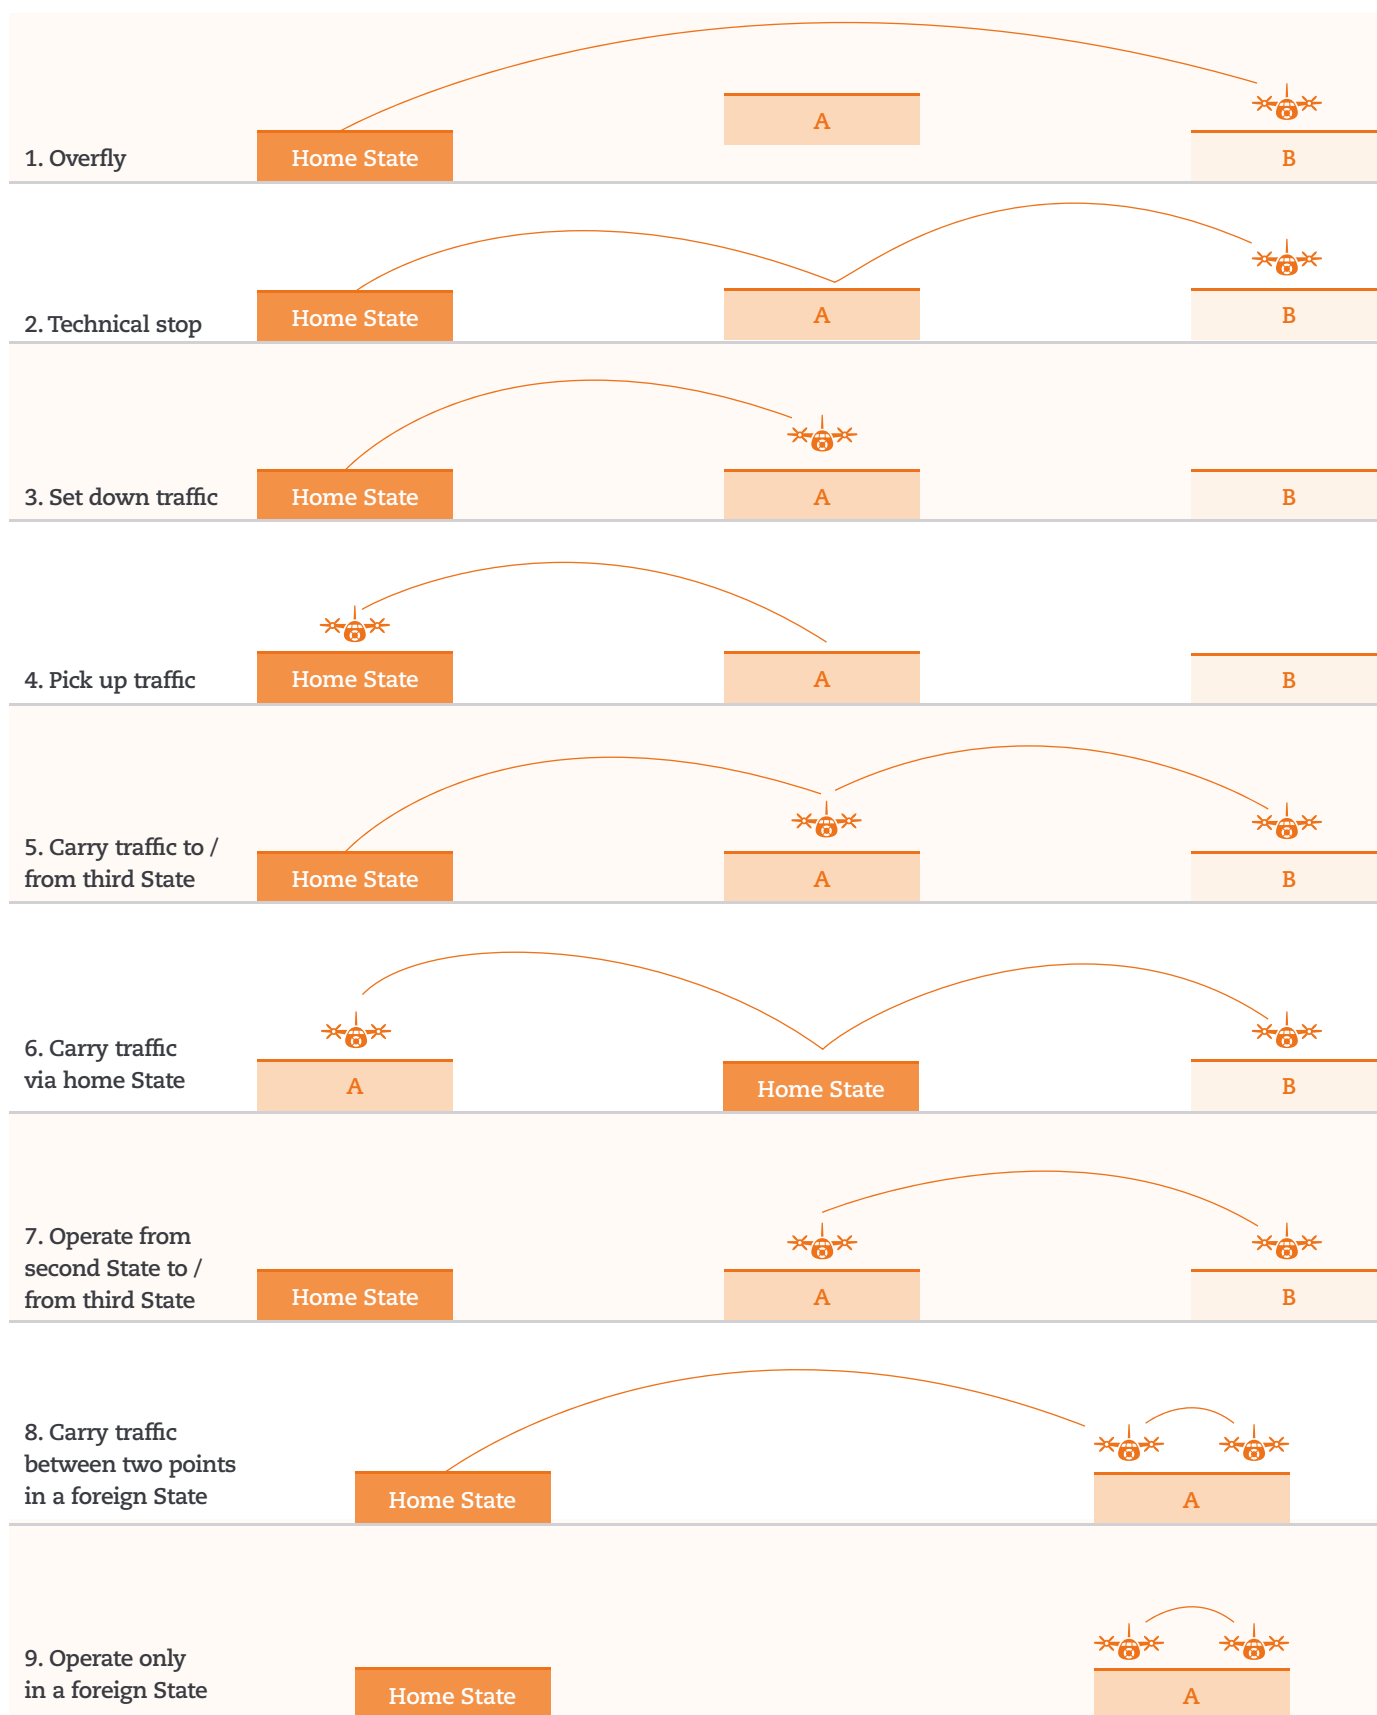 A
1. Overfly
Home State
B
2. Technical stop
Home State
A
B
3. Set down traffic
Home State
A
B
4. Pick up traffic
Home State
A
B
5. Carry traffic to /
from third State
Home State
A
B
6. Carry traffic
via home State
A
Home State
B
7. Operate from
second State to /
from third State
Home State
A
B
8. Carry traffic
between two points
in a foreign State
Home State
A
9. Operate only
in a foreign State
Home State
A